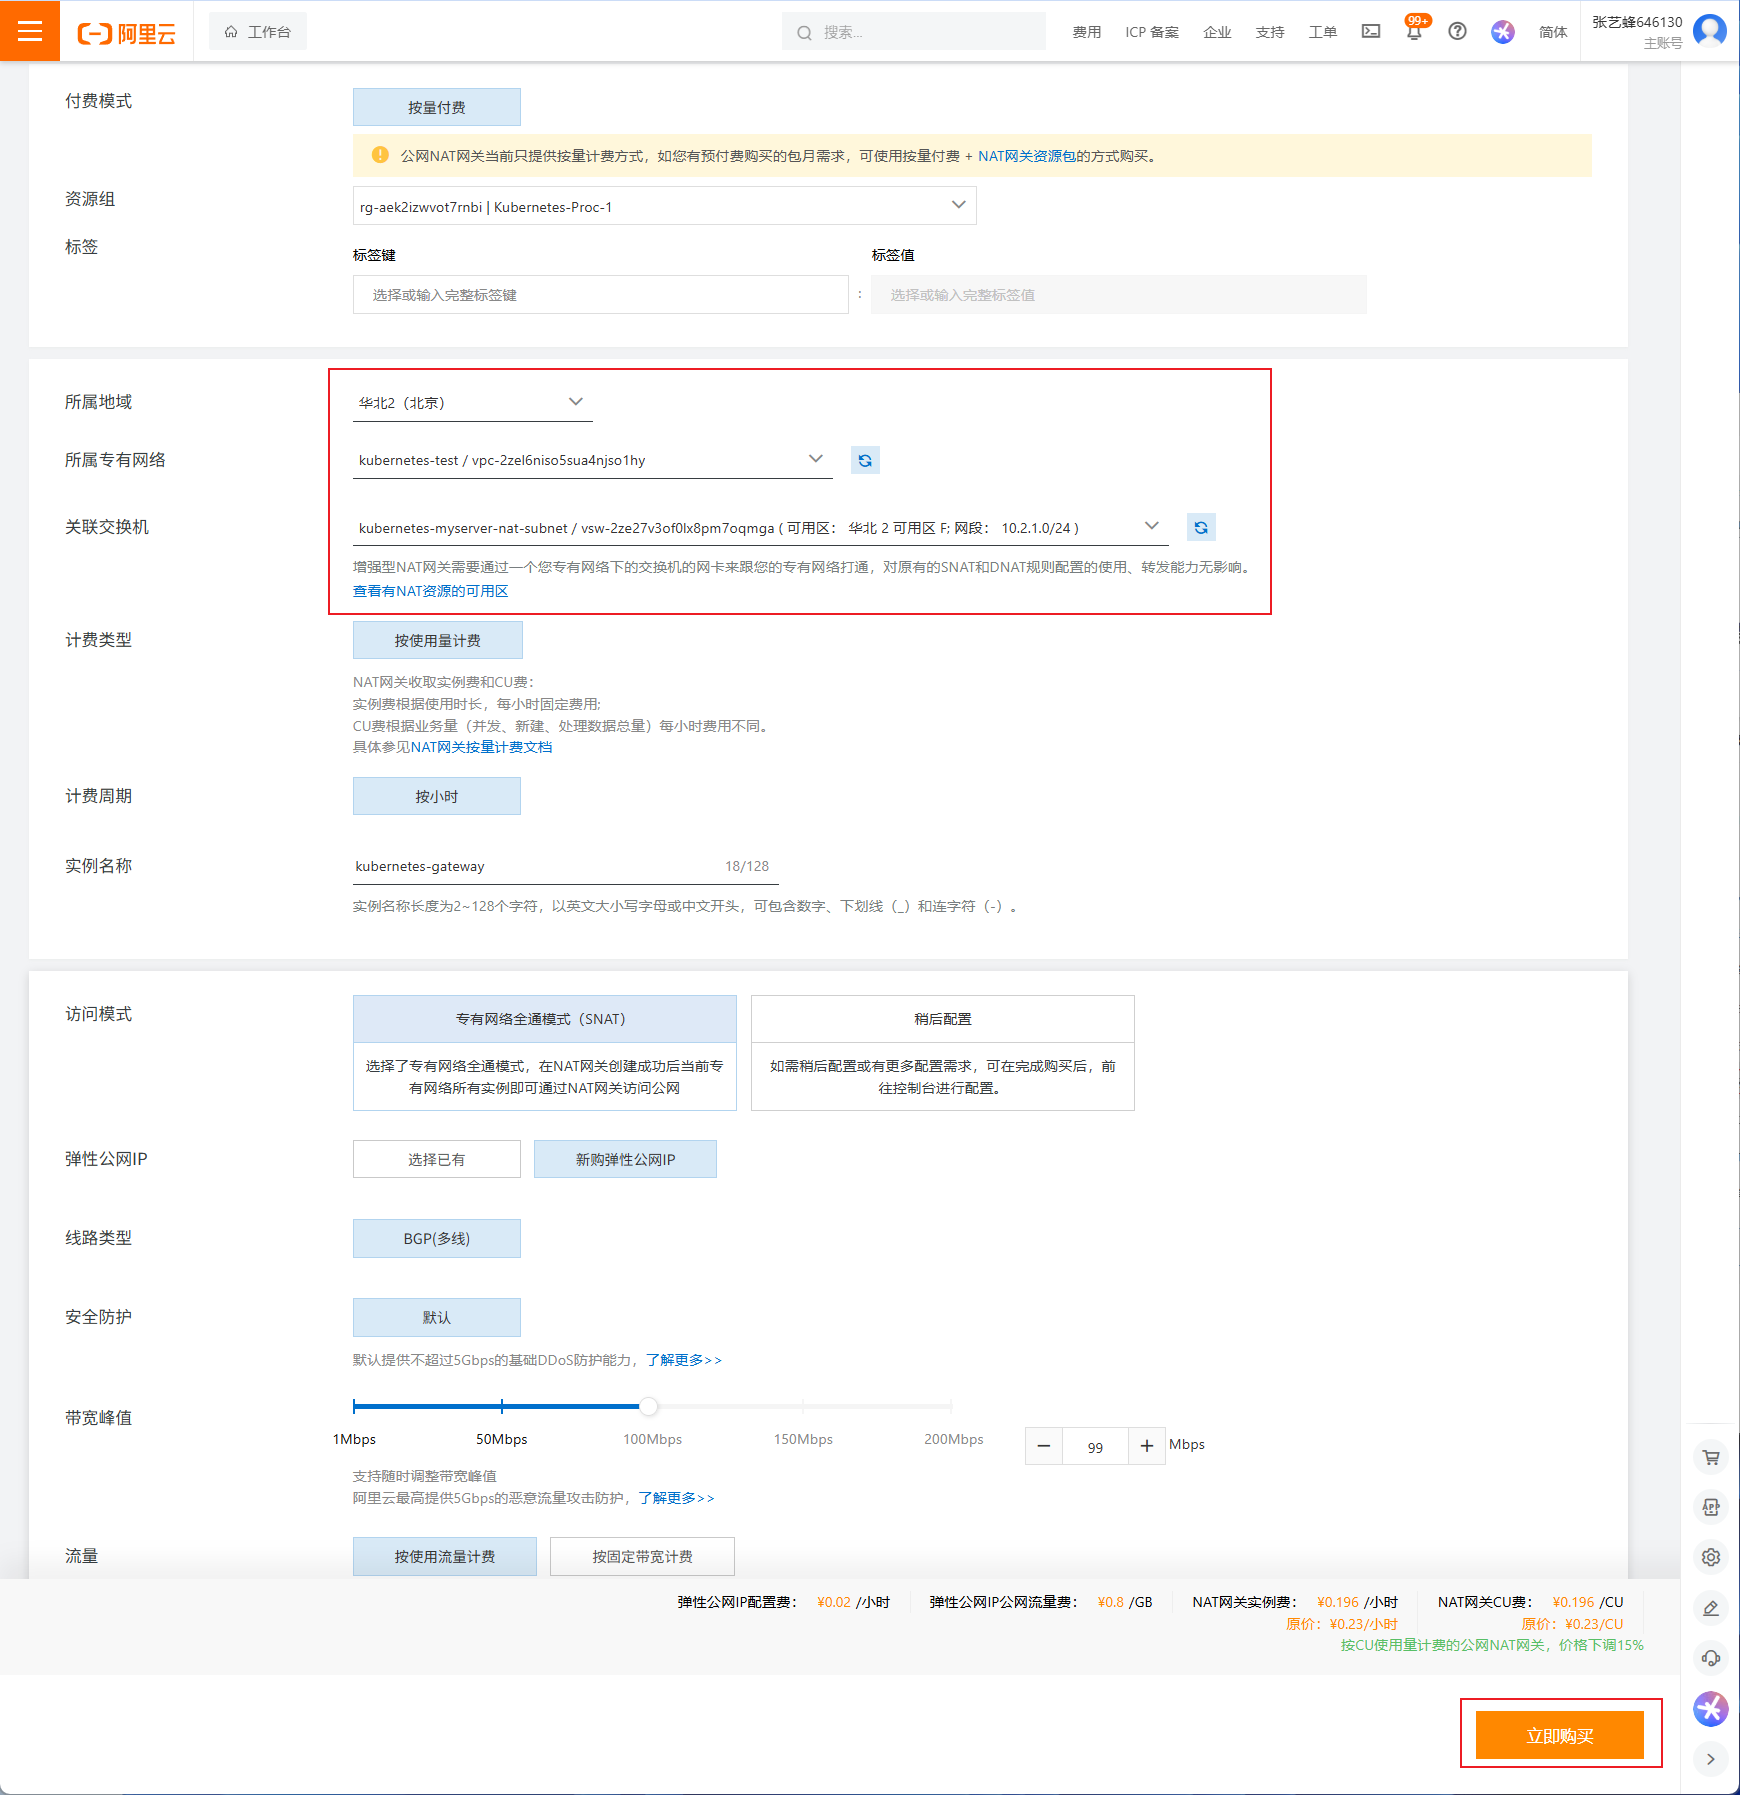 阿里云
工作台
搜索...
费用
ICP 备案
企业
支持
工单
99+
简体
张艺蜂646130
主账号
付费模式
按量付费
公网NAT网关当前只提供按量计费方式，如您有预付费购买的包月需求，可使用按量付费 + NAT网关资源包的方式购买。
资源组
rg-aek2izwvot7rnbi | Kubernetes-Proc-1
标签
标签键
标签值
选择或输入完整标签键
:
选择或输入完整标签值
所属地域
华北2（北京）
所属专有网络
kubernetes-test / vpc-2zel6niso5sua4njso1hy
关联交换机
kubernetes-myserver-nat-subnet / vsw-2ze27v3of0lx8pm7oqmga ( 可用区： 华北 2 可用区 F; 网段： 10.2.1.0/24 )
增强型NAT网关需要通过一个您专有网络下的交换机的网卡来跟您的专有网络打通，对原有的SNAT和DNAT规则配置的使用、转发能力无影响。
查看有NAT资源的可用区
计费类型
按使用量计费
NAT网关收取实例费和CU费：
实例费根据使用时长，每小时固定费用;
CU费根据业务量（并发、新建、处理数据总量）每小时费用不同。
具体参见NAT网关按量计费文档
计费周期
按小时
实例名称
kubernetes-gateway
18/128
实例名称长度为2~128个字符，以英文大小写字母或中文开头，可包含数字、下划线（_）和连字符（-）。
访问模式
专有网络全通模式（SNAT）
选择了专有网络全通模式，在NAT网关创建成功后当前专
有网络所有实例即可通过NAT网关访问公网
稍后配置
如需稍后配置或有更多配置需求，可在完成购买后，前
往控制台进行配置。
弹性公网IP
选择已有
新购弹性公网IP
线路类型
BGP(多线)
安全防护
默认
默认提供不超过5Gbps的基础DDoS防护能力，了解更多>>
带宽峰值
1Mbps
50Mbps
100Mbps
150Mbps
200Mbps
99
Mbps
支持随时调整带宽峰值
阿里云最高提供5Gbps的恶意流量攻击防护，了解更多>>
流量
按使用流量计费
按固定带宽计费
弹性公网IP配置费： ¥0.02 /小时
弹性公网IP公网流量费： ¥0.8 /GB
NAT网关实例费： ¥0.196 /小时
原价：¥0.23/小时
NAT网关CU费： ¥0.196 /CU
原价：¥0.23/CU
按CU使用量计费的公网NAT网关，价格下调15%
立即购买
APP